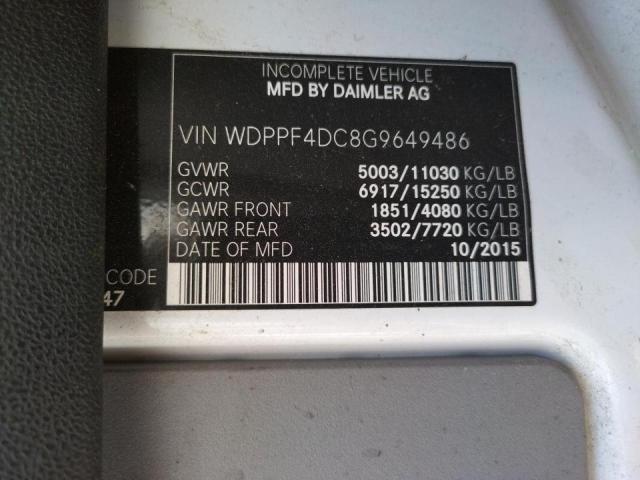 INCOMPLETE VEHICLE
MFD BY DAIMLER AG
VIN WDPPF4DC8G9649486
GVWR 5003/11030 KG/LB
GCWR 6917/15250 KG/LB
GAWR FRONT 1851/4080 KG/LB
GAWR REAR 3502/7720 KG/LB
DATE OF MFD 10/2015
CODE
47